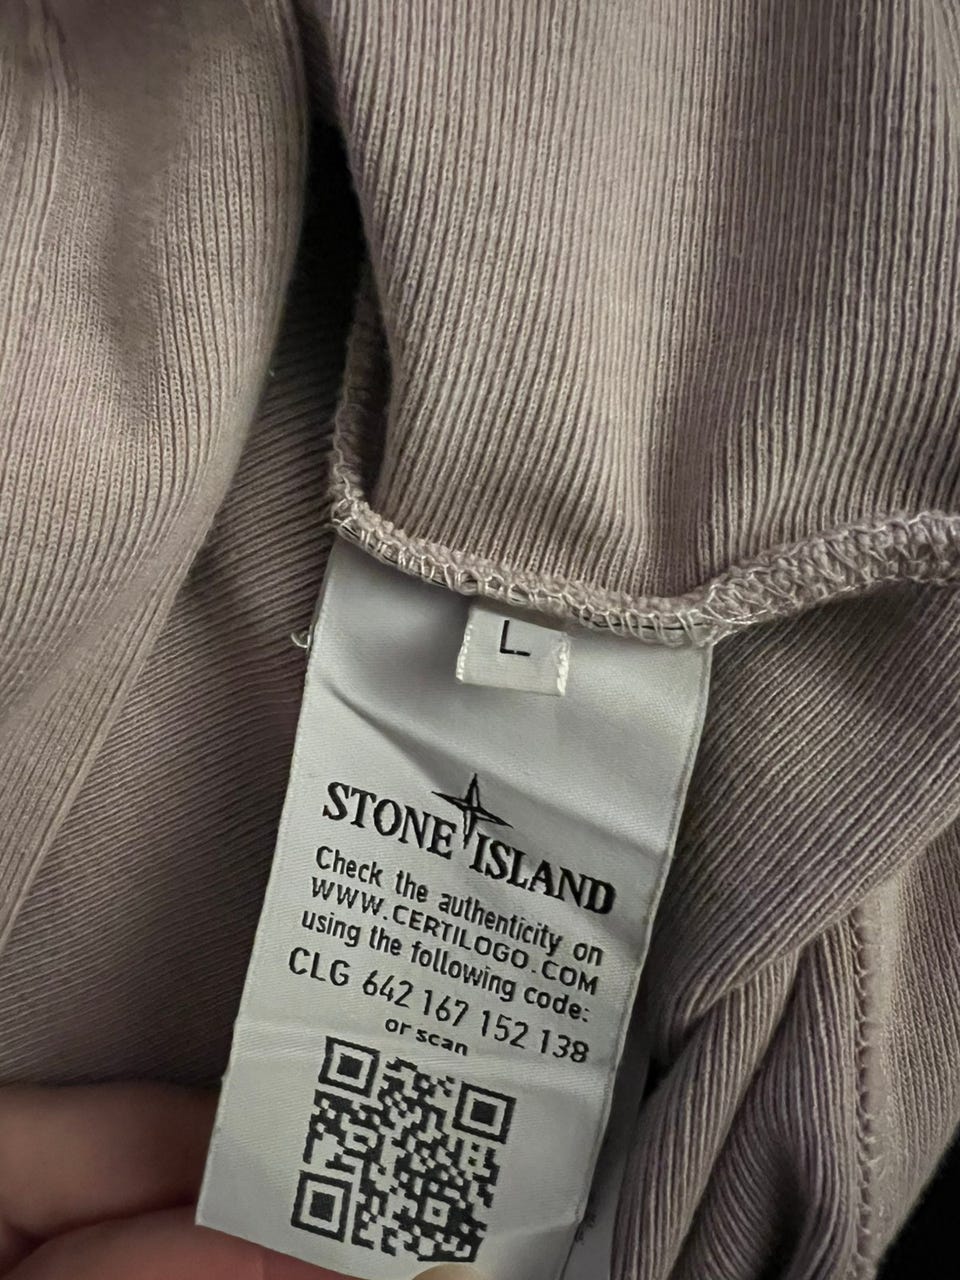 L
STONE ISLAND
Check the authenticity on
WWW.CERTILOGO.COM
using the following code:
CLG 642 167 152 138
or scan